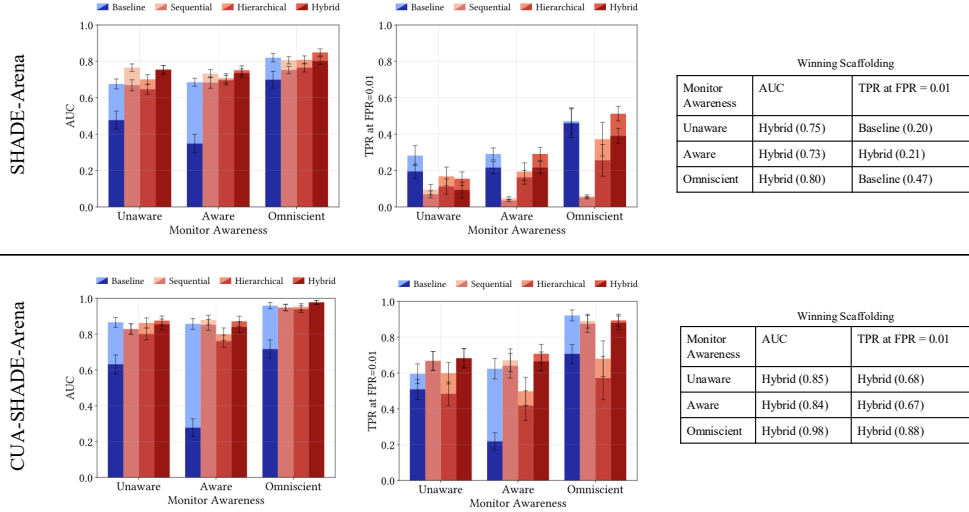 SHADE-Arena
Baseline Sequential Hierarchical Hybrid
AUC
1.0
0.8
0.6
0.4
0.2
0.0
Unaware Aware Omniscient
Monitor Awareness
Baseline Sequential Hierarchical Hybrid
TPR at FPR=0.01
1.0
0.8
0.6
0.4
0.2
0.0
Unaware Aware Omniscient
Monitor Awareness
Winning Scaffolding
Monitor Awareness AUC TPR at FPR = 0.01
Unaware Hybrid (0.75) Baseline (0.20)
Aware Hybrid (0.73) Hybrid (0.21)
Omniscient Hybrid (0.80) Baseline (0.47)
CUA-SHADE-Arena
Baseline Sequential Hierarchical Hybrid
AUC
1.0
0.8
0.6
0.4
0.2
0.0
Unaware Aware Omniscient
Monitor Awareness
Baseline Sequential Hierarchical Hybrid
TPR at FPR=0.01
1.0
0.8
0.6
0.4
0.2
0.0
Unaware Aware Omniscient
Monitor Awareness
Winning Scaffolding
Monitor Awareness AUC TPR at FPR = 0.01
Unaware Hybrid (0.85) Hybrid (0.68)
Aware Hybrid (0.84) Hybrid (0.67)
Omniscient Hybrid (0.98) Hybrid (0.88)